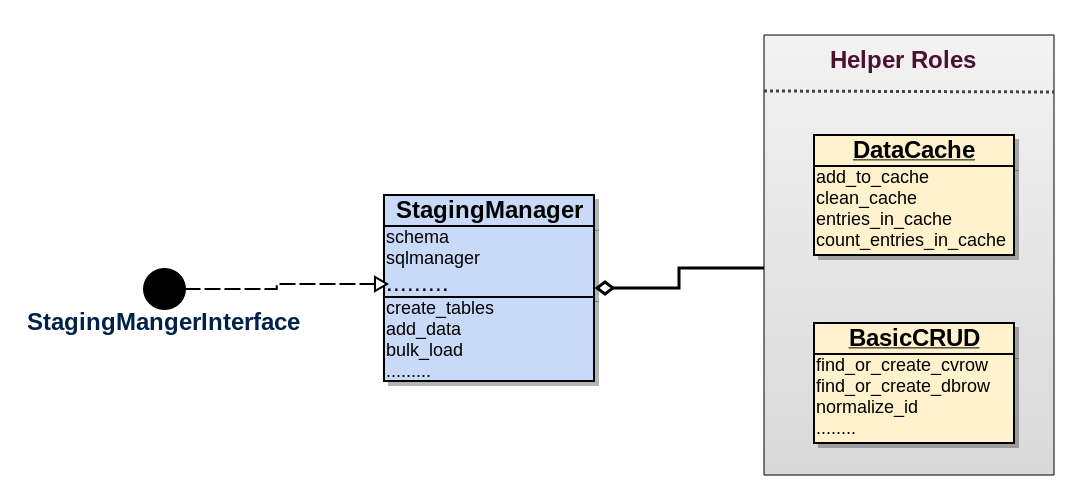 StagingMangerInterface
StagingManager
schema
sqlmanager
.........
create_tables
add_data
bulk_load
.........
Helper Roles
DataCache
add_to_cache
clean_cache
entries_in_cache
count_entries_in_cache
BasicCRUD
find_or_create_cvrow
find_or_create_dbrow
normalize_id
........